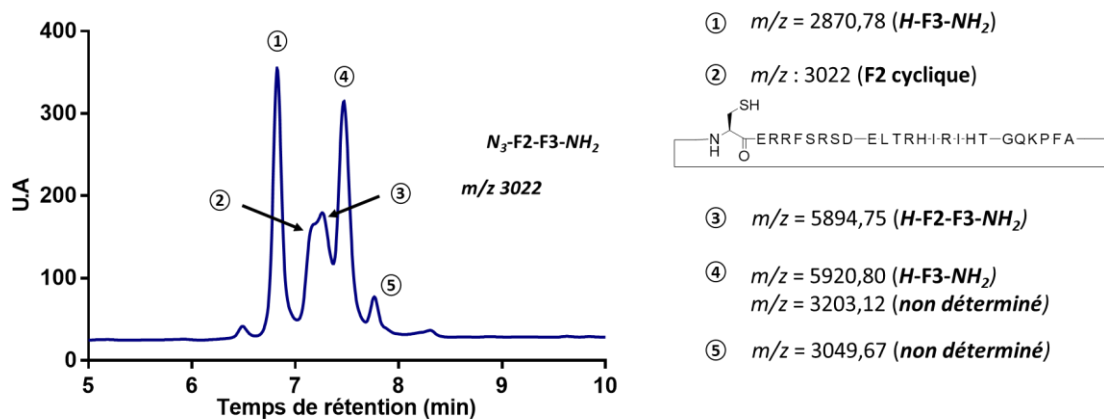 400
300
200
100
0
U.A
5
6
7
8
9
10
Temps de rétention (min)
①
②
③
④
⑤
N₃-F2-F3-NH₂
m/z 3022
① m/z = 2870,78 (H-F3-NH₂)
② m/z : 3022 (F2 cyclique)
SH
N
H
O
ERRFSRSD-ELTRHIR-IHT-GQKPFA
③ m/z = 5894,75 (H-F2-F3-NH₂)
④ m/z = 5920,80 (H-F3-NH₂)
m/z = 3203,12 (non déterminé)
⑤ m/z = 3049,67 (non déterminé)